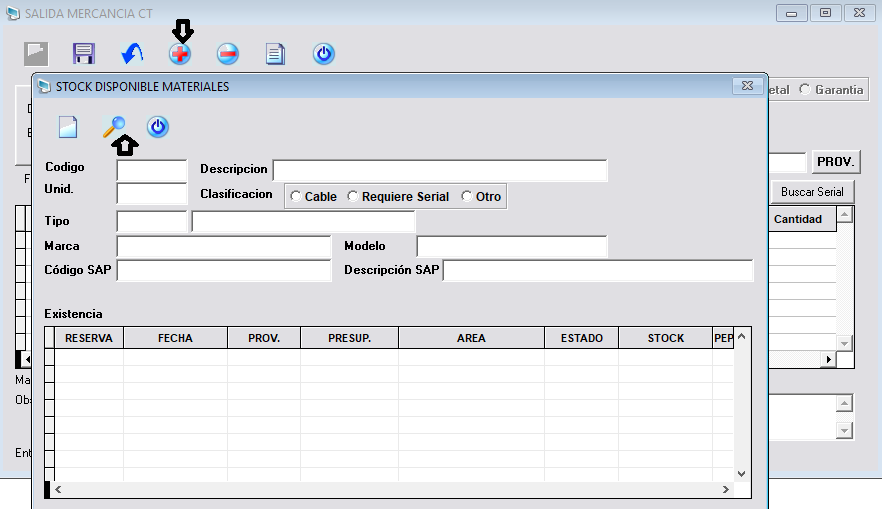 SALIDA MERCANCIA CT
STOCK DISPONIBLE MATERIALES
etal Garantia
Codigo Descripcion
PROV.
Unid. Clasificacion Cable Requiere Serial Otro
Buscar Serial
Tipo
Cantidad
Marca Modelo
Código SAP Descripción SAP
Existencia
RESERVA FECHA PROV. PRESUP. AREA ESTADO STOCK PEP
Ma
Obs
Ent